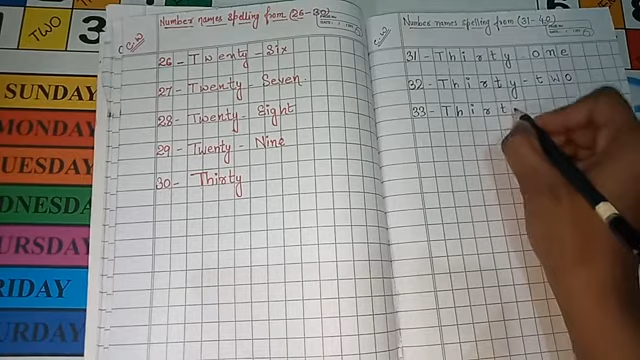 TWO
3
SUNDAY
MONDAY
UESDAY
DNESDA
URSDAY
RIDAY
URDAY
Number names spelling from (26-30)
C.W
26 - Twenty - Six
27 - Twenty - Seven
28 - Twenty - Eight
29 - Twenty - Nine
30 - Thirty
Number names spelling from (31-40)
C.W
31 - Thirty one
32 - Thirty - two
33 - Thirt